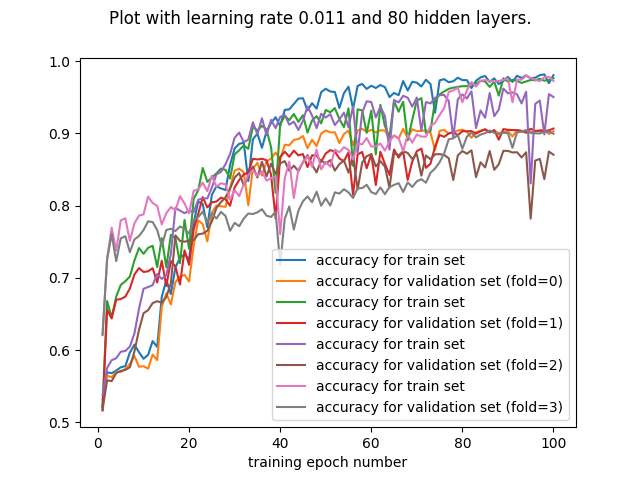 Plot with learning rate 0.011 and 80 hidden layers.
1.0
0.9
0.8
0.7
0.6
0.5
accuracy for train set
accuracy for validation set (fold=0)
accuracy for train set
accuracy for validation set (fold=1)
accuracy for train set
accuracy for validation set (fold=2)
accuracy for train set
accuracy for validation set (fold=3)
0 20 40 60 80 100
training epoch number